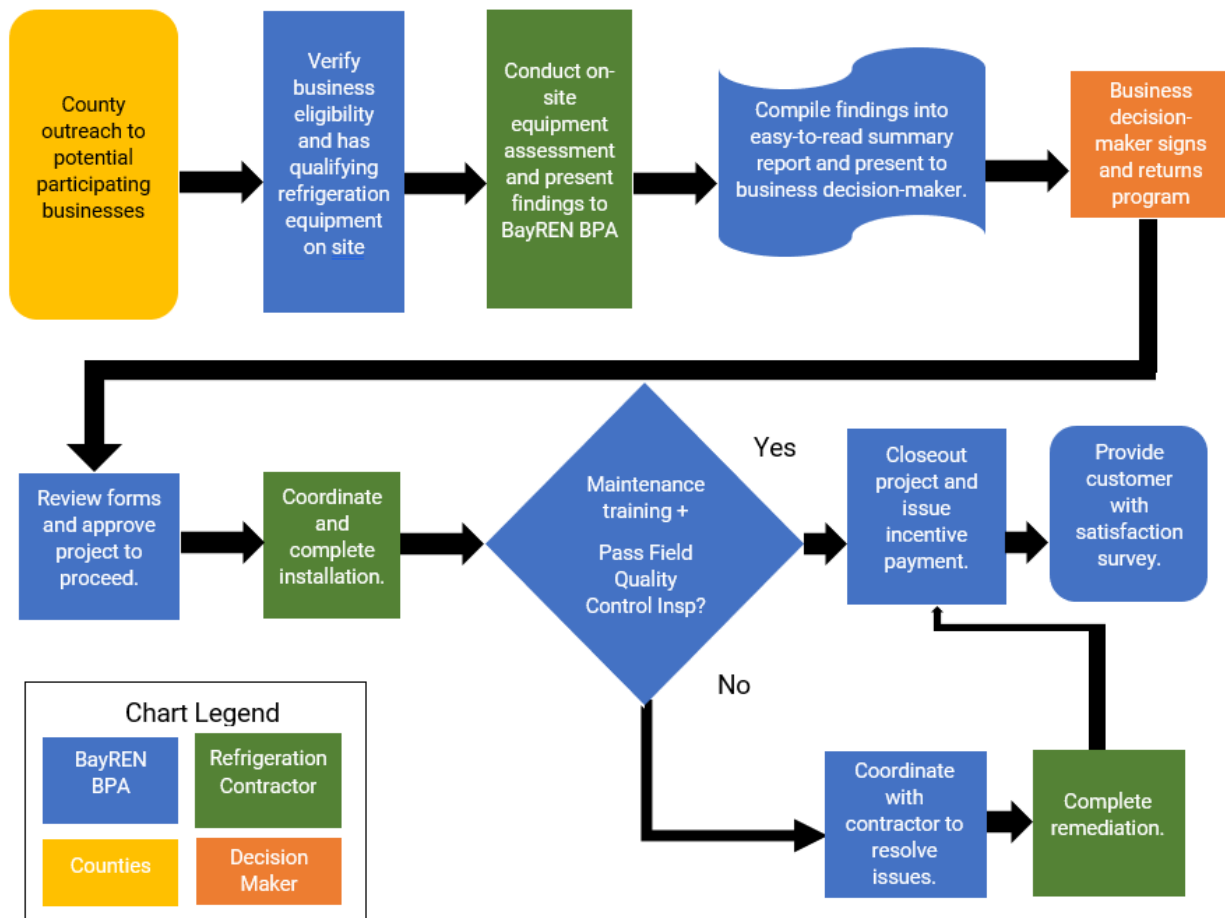 County
outreach to
potential
participating
businesses
Verify
business
eligibility
and has
qualifying
refrigeration
equipment
on site
Conduct on-
site
equipment
assessment
and present
findings to
BayREN BPA
Compile findings into
easy-to-read summary
report and present to
business decision-maker.
Business
decision-
maker signs
and returns
program
Review forms
and approve
project to
proceed.
Coordinate
and
complete
installation.
Maintenance
training +
Pass Field
Quality
Control Insp?
Yes
Closeout
project and
issue
incentive
payment.
Provide
customer
with
satisfaction
survey.
No
Coordinate
with
contractor to
resolve
issues.
Complete
remediation.
Chart Legend
BayREN
BPA
Refrigeration
Contractor
Counties
Decision
Maker